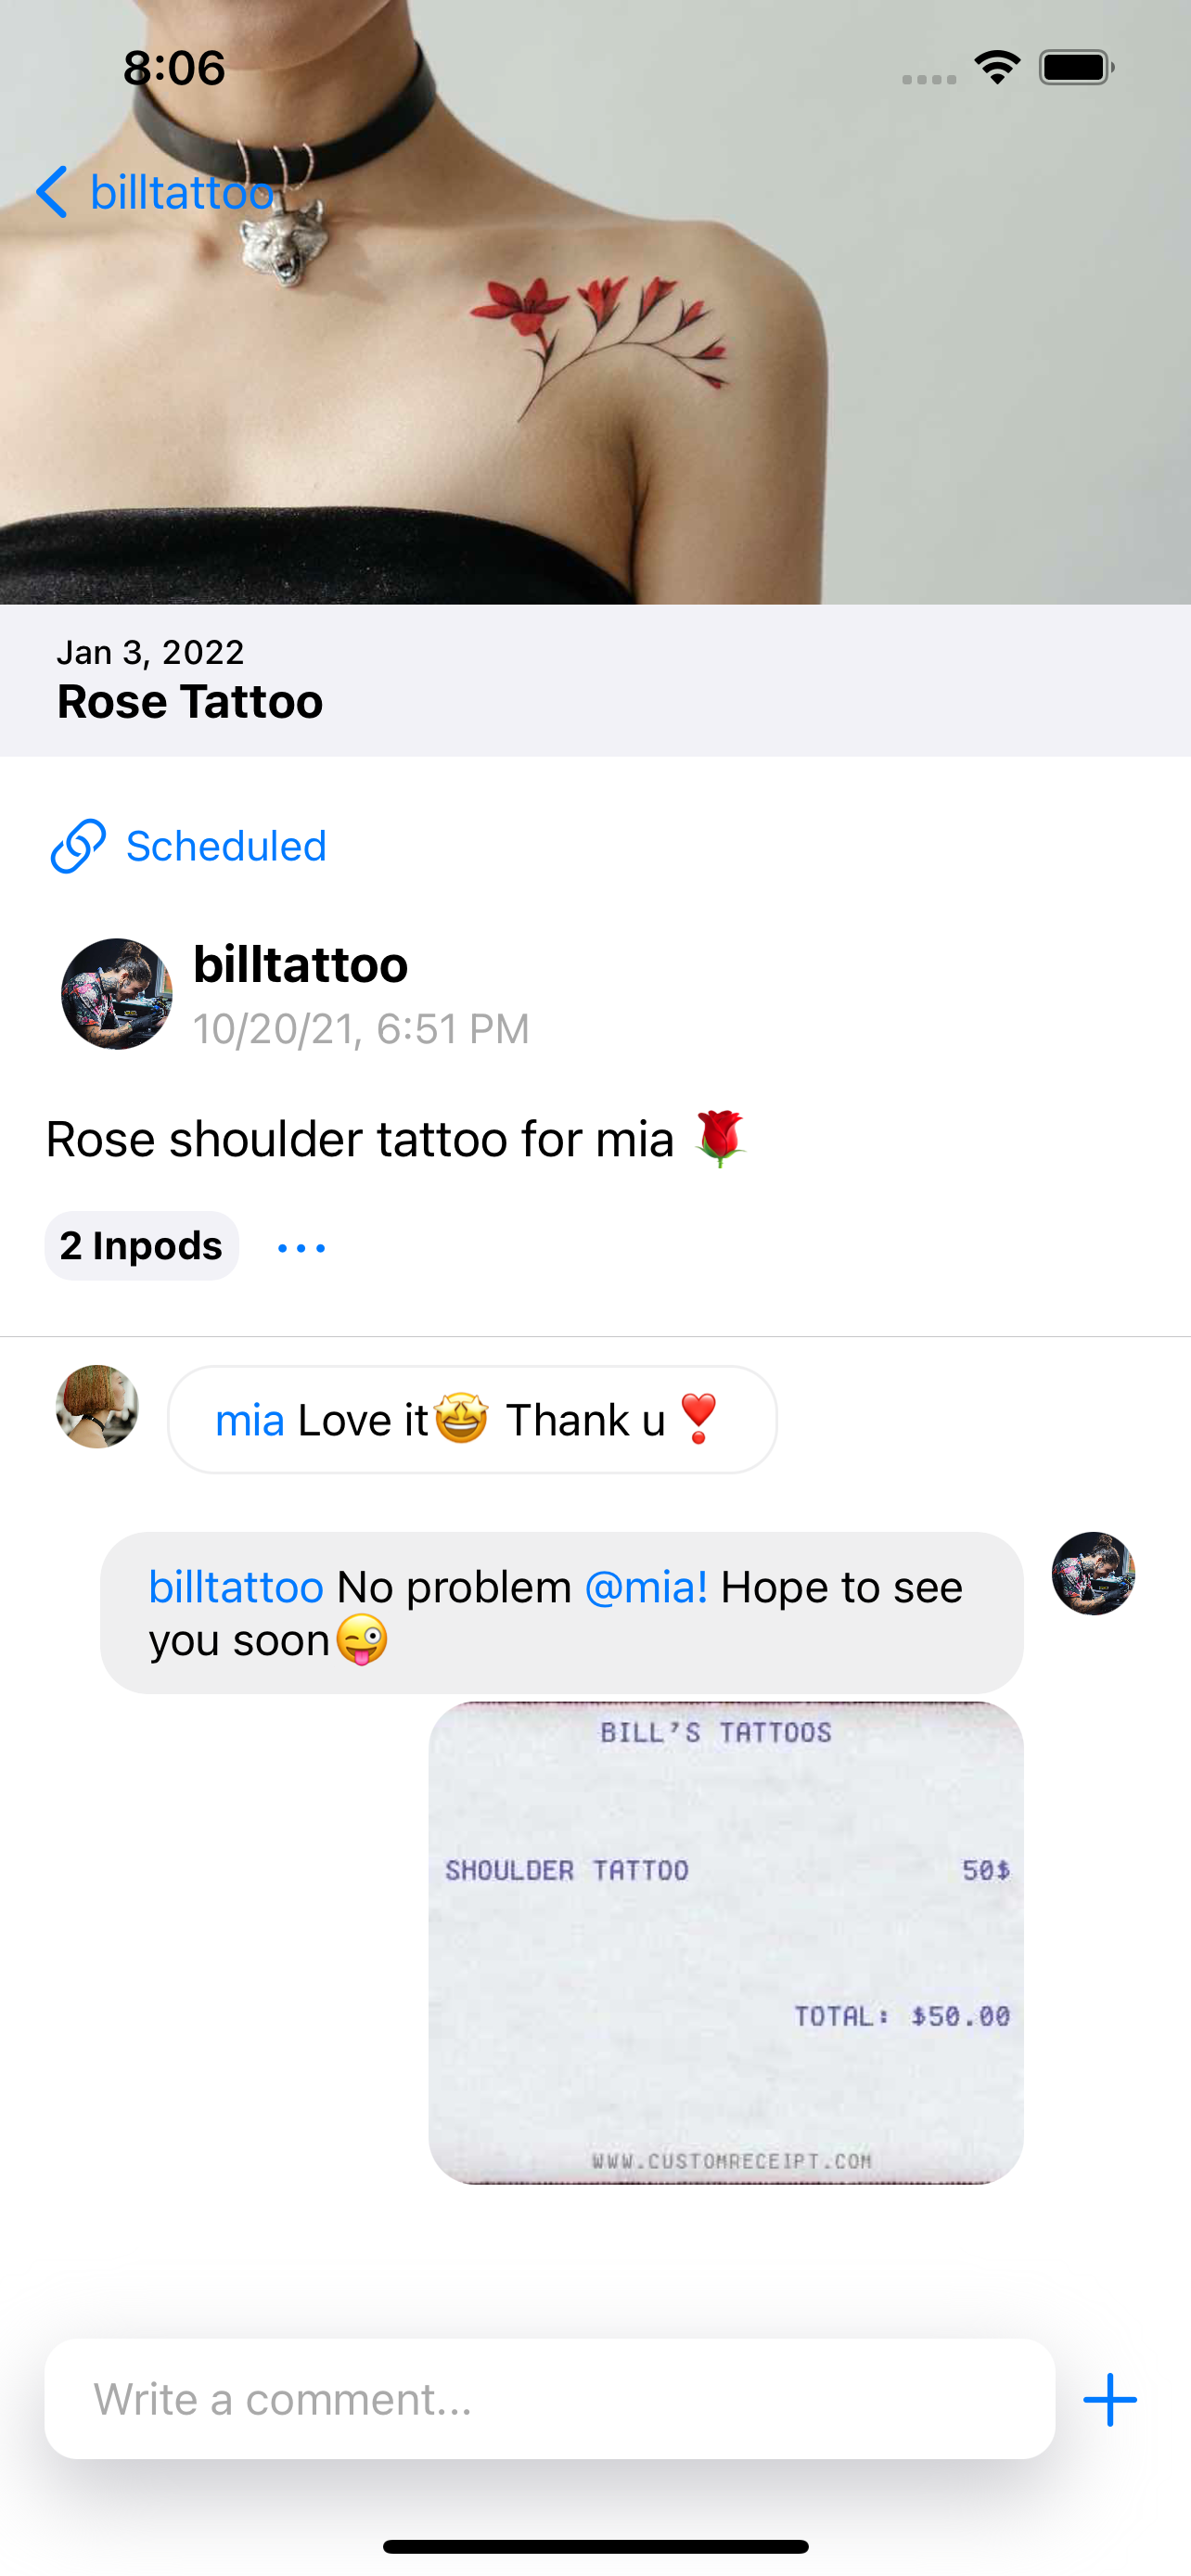 8:06
billtattoo
Jan 3, 2022
Rose Tattoo
Scheduled
billtattoo
10/20/21, 6:51 PM
Rose shoulder tattoo for mia 🌹
2 Inpods
mia Love it🤩 Thank u ❣️
billtattoo No problem @mia! Hope to see
you soon😜
BILL'S TATTOOS
SHOULDER TATTOO 50$
TOTAL: $50.00
WWW.CUSTOMRECEIPT.COM
Write a comment...